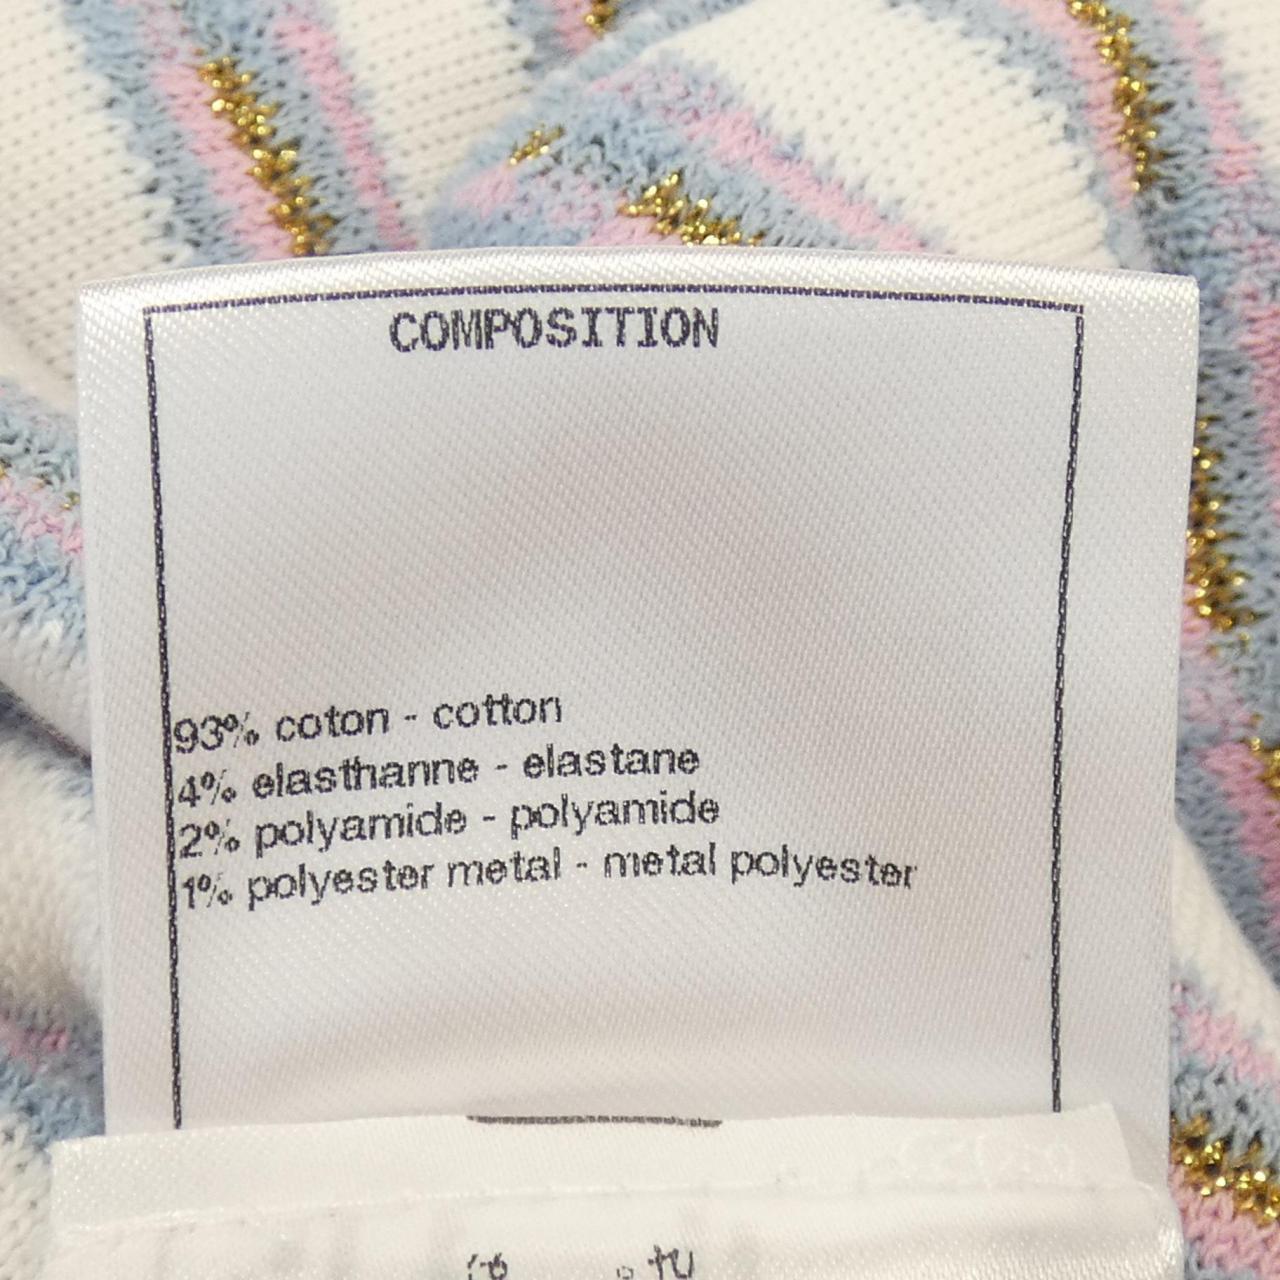 COMPOSITION
93% coton - cotton
4% elasthanne - elastane
2% polyamide - polyamide
1% polyester metal - metal polyester